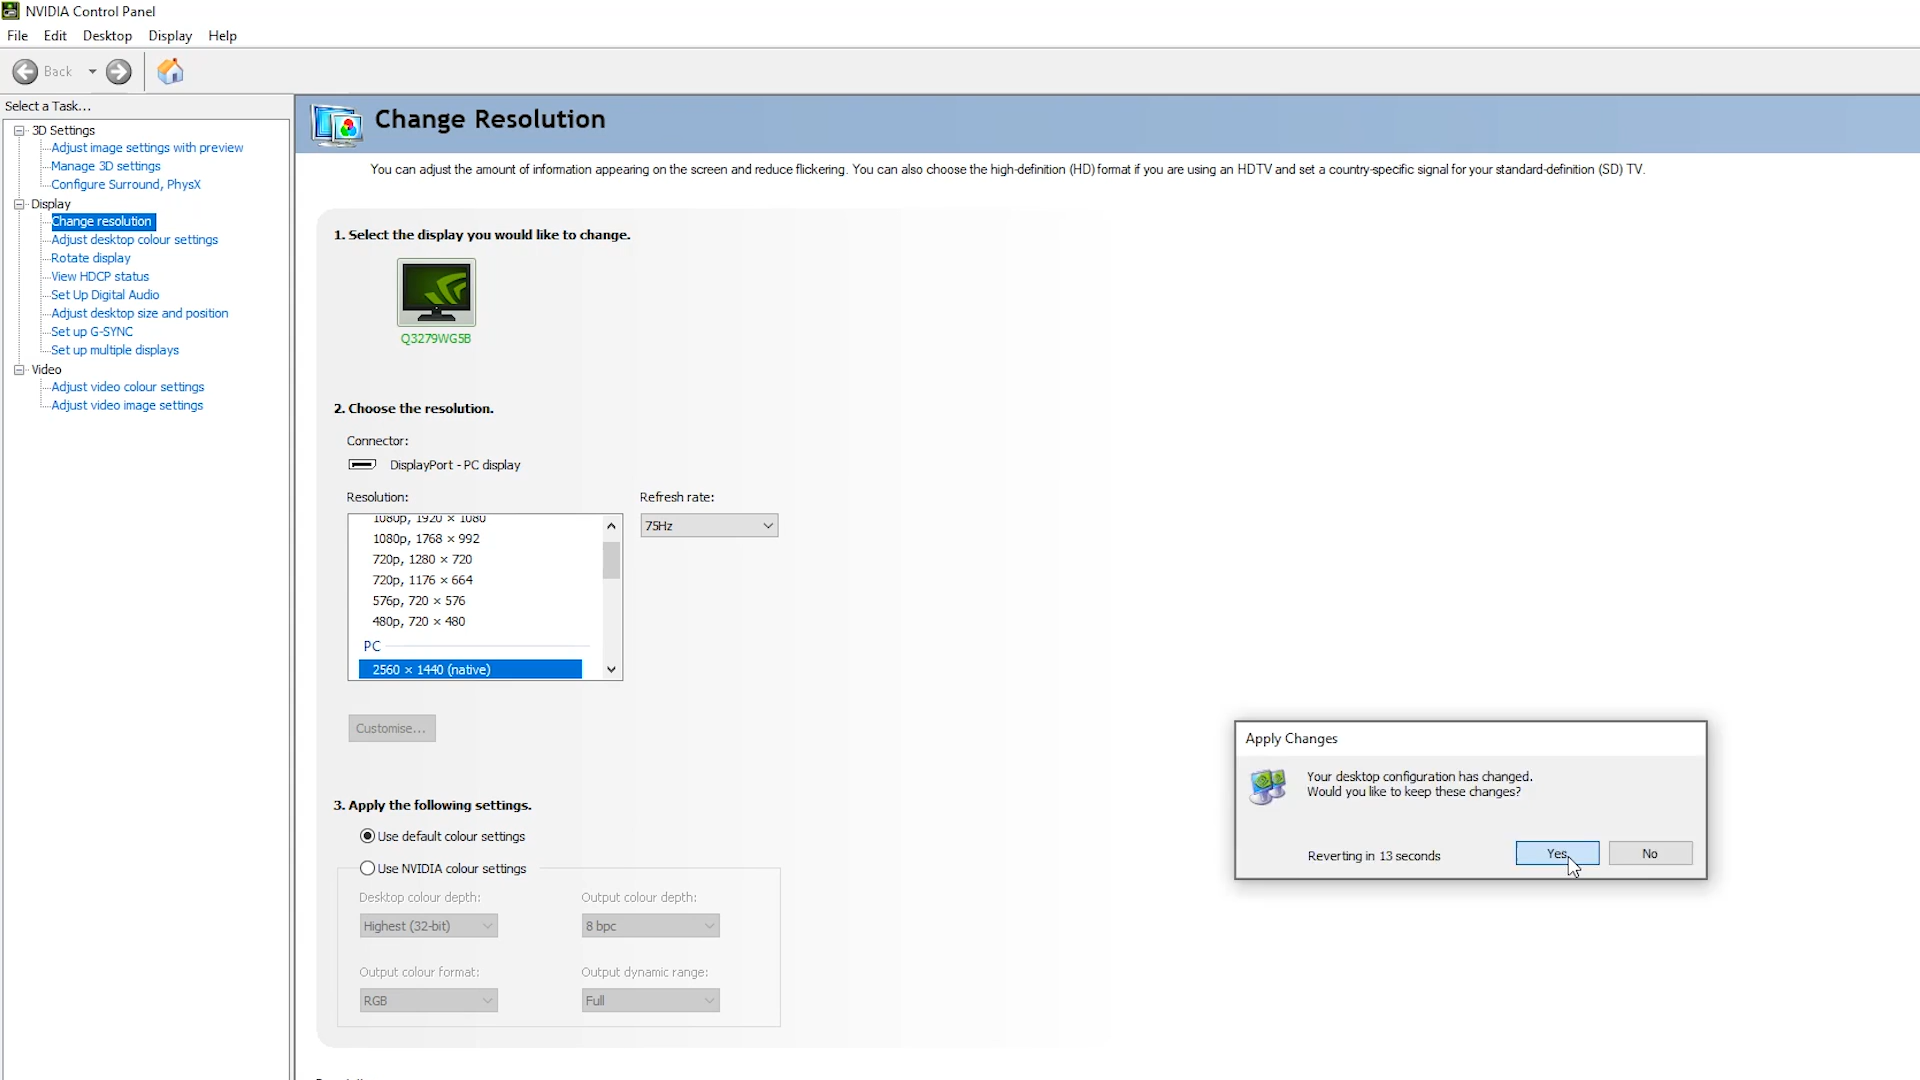 NVIDIA Control Panel
File Edit Desktop Display Help
Back
Select a Task...
3D Settings
Adjust image settings with preview
Manage 3D settings
Configure Surround, PhysX
Display
Change resolution
Adjust desktop colour settings
Rotate display
View HDCP status
Set Up Digital Audio
Adjust desktop size and position
Set up G-SYNC
Set up multiple displays
Video
Adjust video colour settings
Adjust video image settings
Change Resolution
You can adjust the amount of information appearing on the screen and reduce flickering. You can also choose the high-definition (HD) format if you are using an HDTV and set a country-specific signal for your standard-definition (SD) TV.
1. Select the display you would like to change.
Q3279WG5B
2. Choose the resolution.
Connector:
DisplayPort - PC display
Resolution:
Refresh rate:
1080p, 1920 × 1080
75Hz
1080p, 1768 × 992
720p, 1280 × 720
720p, 1176 × 664
576p, 720 × 576
480p, 720 × 480
PC
2560 × 1440 (native)
Customise...
3. Apply the following settings.
Use default colour settings
Use NVIDIA colour settings
Desktop colour depth:
Output colour depth:
Highest (32-bit)
8 bpc
Output colour format:
Output dynamic range:
RGB
Full
Apply Changes
Your desktop configuration has changed.
Would you like to keep these changes?
Reverting in 13 seconds
Yes
No